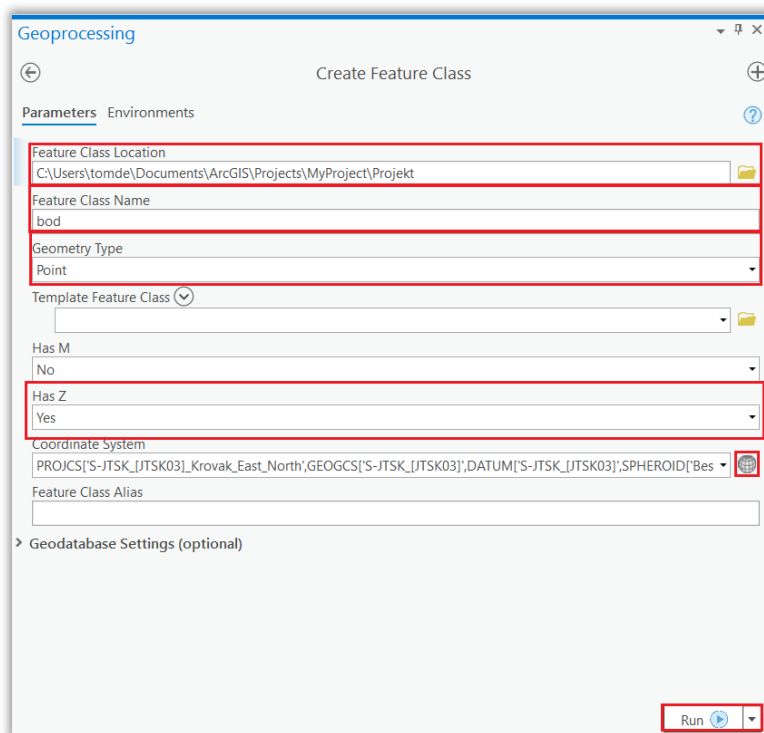 Geoprocessing
Create Feature Class
Parameters Environments
Feature Class Location
C:\Users\tomde\Documents\ArcGIS\Projects\MyProject\Projekt
Feature Class Name
bod
Geometry Type
Point
Template Feature Class
Has M
No
Has Z
Yes
Coordinate System
PROJCS['S-JTSK_[JTSK03]_Krovak_East_North',GEOGCS['S-JTSK_[JTSK03]',DATUM['S-JTSK_[JTSK03]',SPHEROID['Bes
Feature Class Alias
Geodatabase Settings (optional)
Run